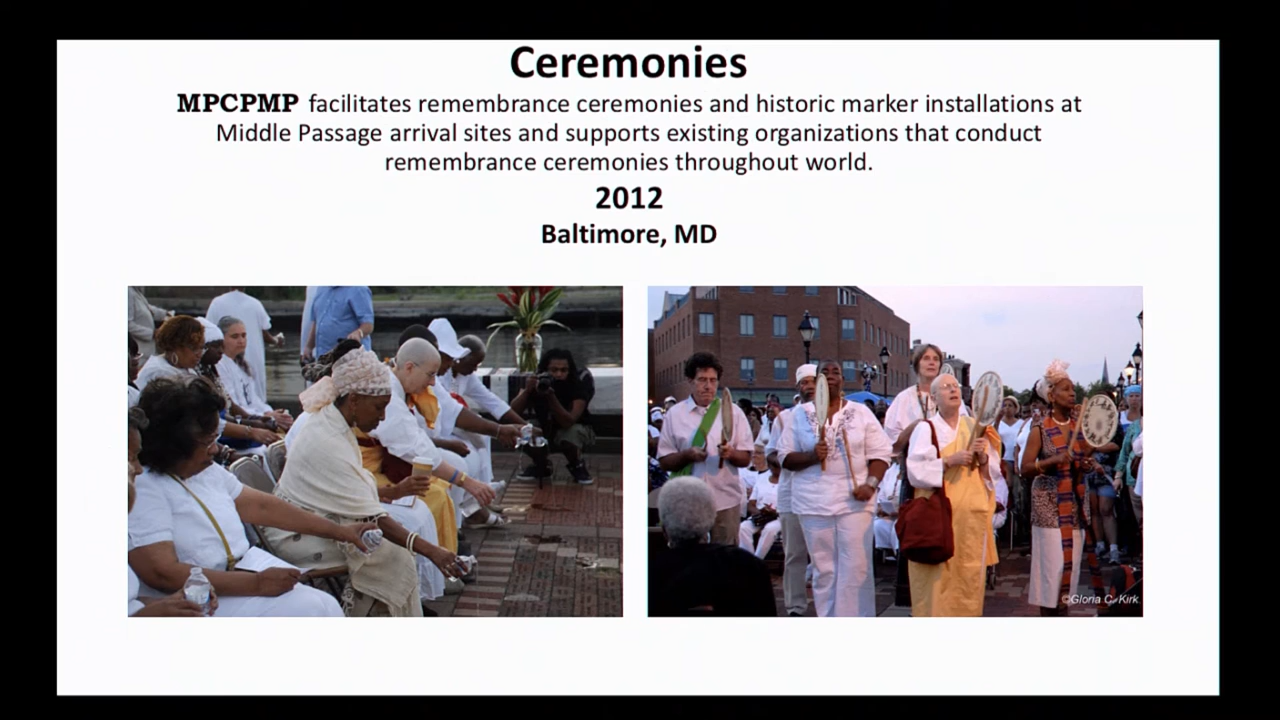 Ceremonies
MPCPMP facilitates remembrance ceremonies and historic marker installations at
Middle Passage arrival sites and supports existing organizations that conduct
remembrance ceremonies throughout world.
2012
Baltimore, MD
©Gloria C. Kirk